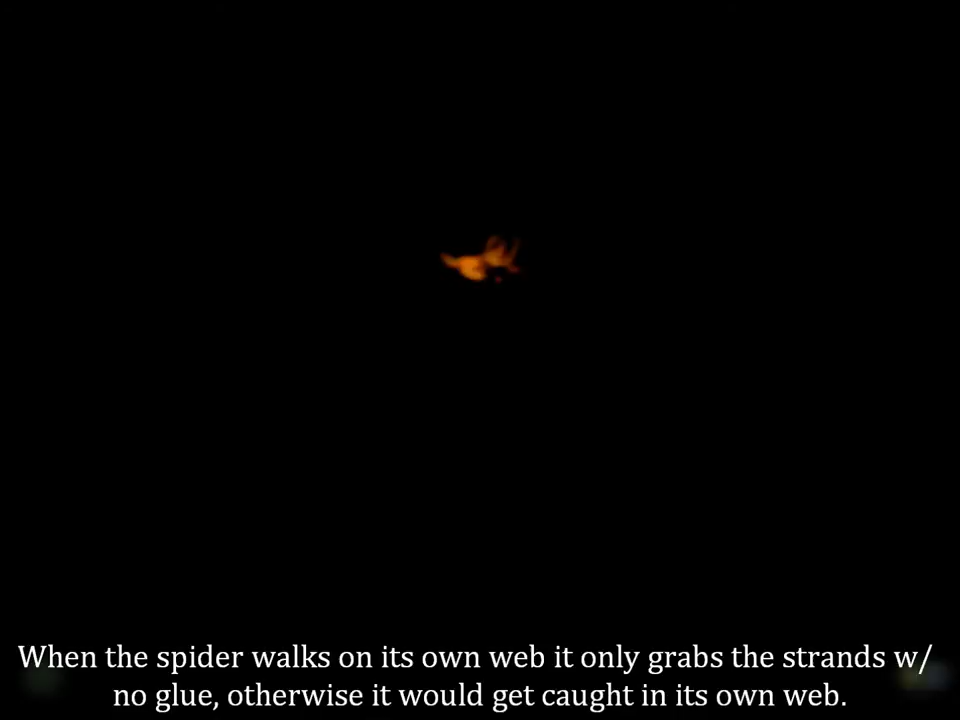 When the spider walks on its own web it only grabs the strands w/
no glue, otherwise it would get caught in its own web.